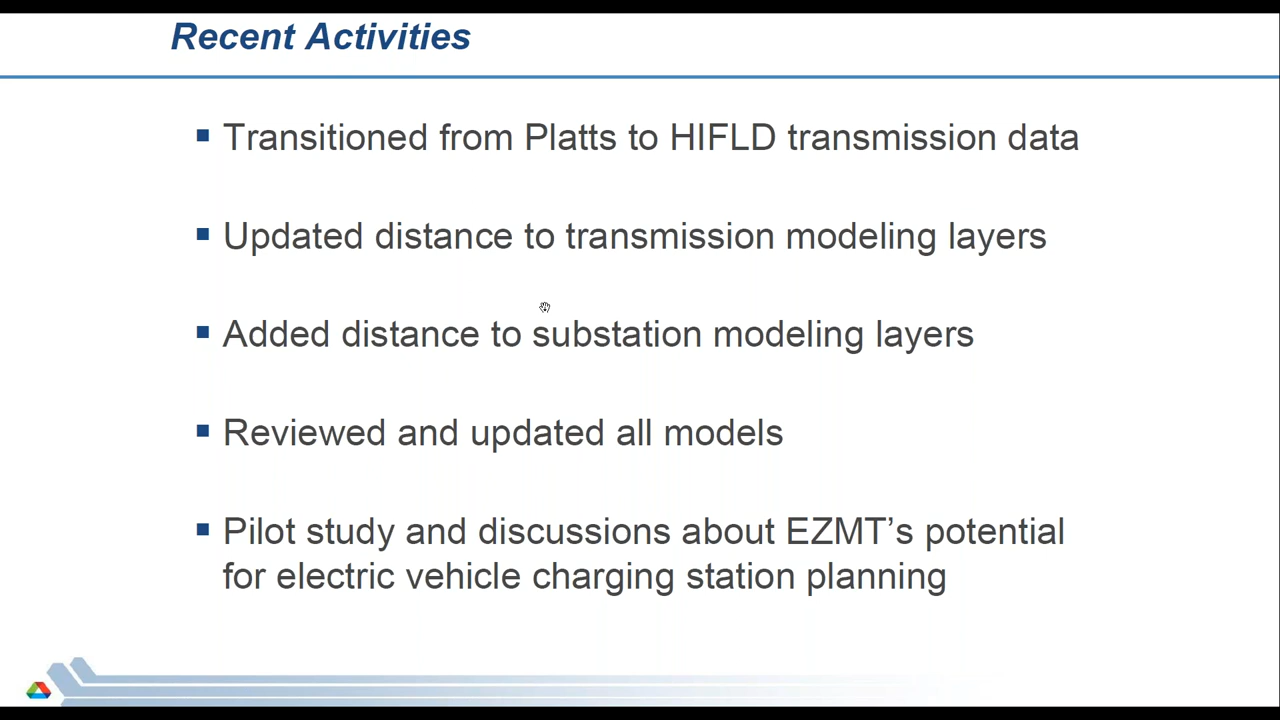 Recent Activities
Transitioned from Platts to HIFLD transmission data
Updated distance to transmission modeling layers
Added distance to substation modeling layers
Reviewed and updated all models
Pilot study and discussions about EZMT’s potential
for electric vehicle charging station planning